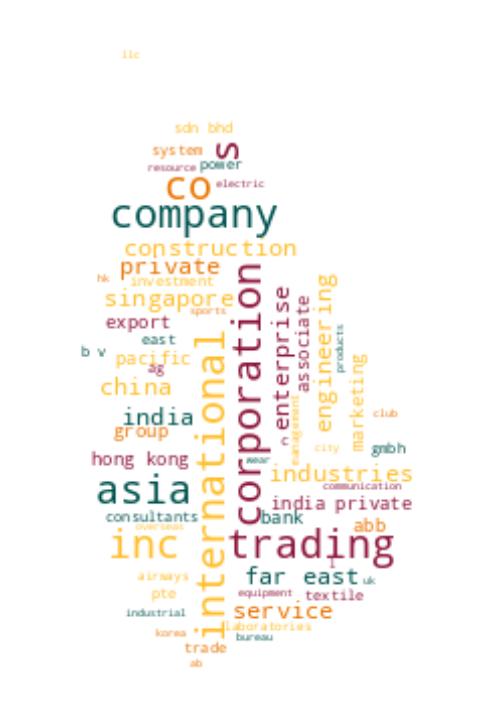 llc
sdn bhd
system
s
resource
power
co
electric
company
construction
private
hk
investment
singapore
sports
export
east
b v
pacific
ag
china
india
group
hong kong
asia
consultants
overseas
inc
international
corporation
enterprise
associate
engineering
products
marketing
management
club
c
city
gmbh
wear
industries
communication
india private
bank
abb
trading
l
far east
uk
airways
pte
equipment
textile
industrial
service
laboratories
korea
bureau
trade
ab